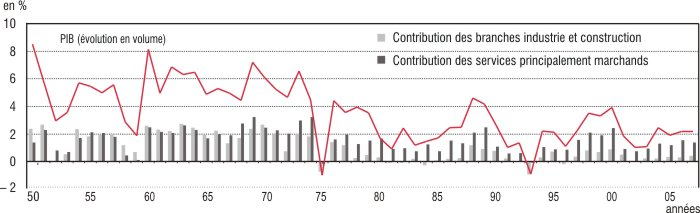 en %
10
PIB (évolution en volume)
Contribution des branches industrie et construction
8
Contribution des services principalement marchands
6
4
2
0
– 2
50 55 60 65 70 75 80 85 90 95 00 05
années